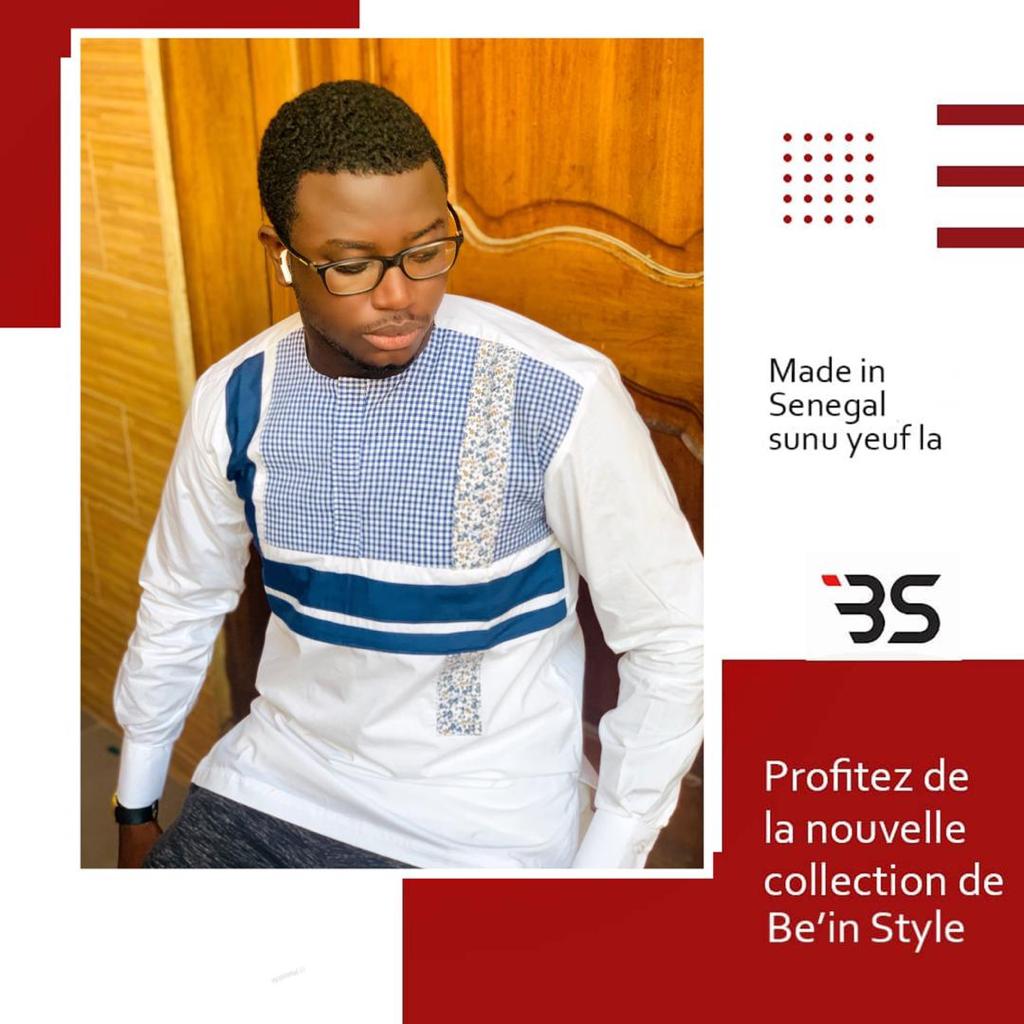 Made in
Senegal
sunu yeuf la
BS
Profitez de
la nouvelle
collection de
Be’in Style